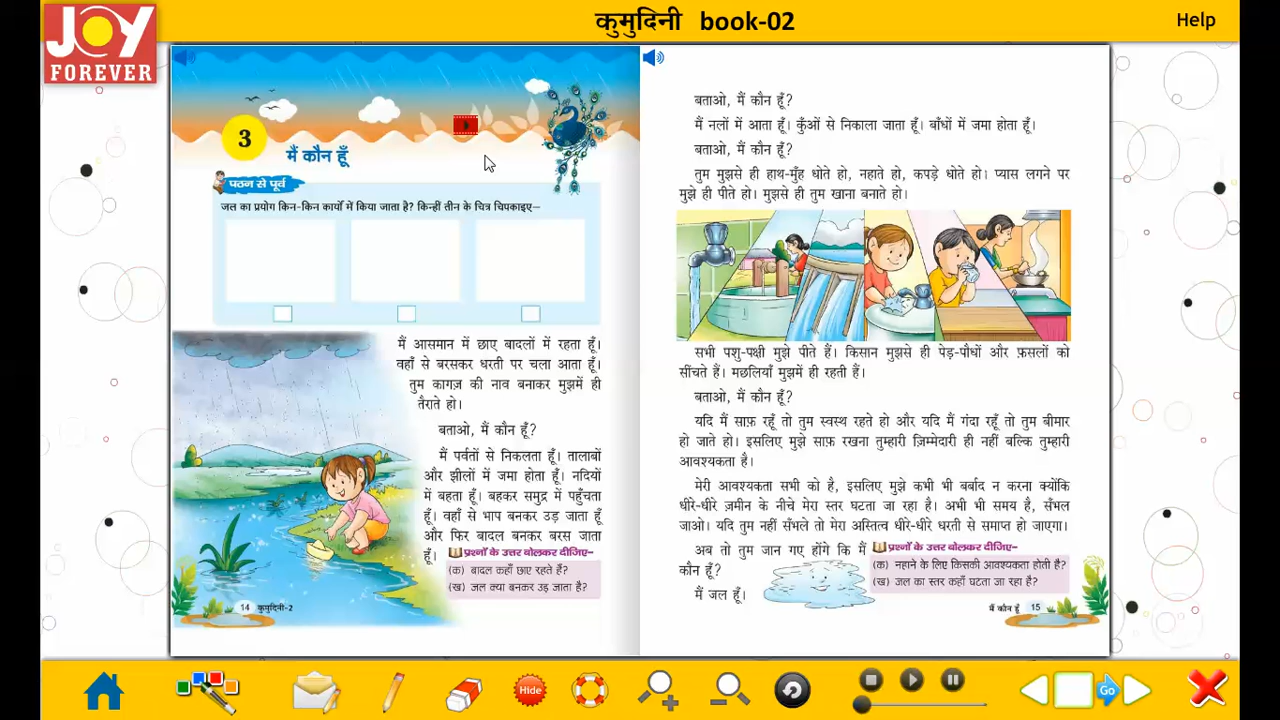 कुमुदिनी book-02
Help
JOY
FOREVER
3
मैं कौन हूँ
पठन से पूर्व
जल का प्रयोग किन-किन कार्यों में किया जाता है? किन्हीं तीन के चित्र चिपकाइए–
मैं आसमान में छाए बादलों में रहता हूँ।
वहाँ से बरसकर धरती पर चला आता हूँ।
तुम कागज़ की नाव बनाकर मुझमें ही
तैराते हो।
बताओ, मैं कौन हूँ?
मैं पर्वतों से निकलता हूँ। तालाबों
और झीलों में जमा होता हूँ। नदियों
में बहता हूँ। बहकर समुद्र में पहुँचता
हूँ। वहाँ से भाप बनकर उड़ जाता हूँ
और फिर बादल बनकर बरस जाता
हूँ।
प्रश्नों के उत्तर बोलकर दीजिए–
(क) बादल कहाँ छाए रहते हैं?
(ख) जल क्या बनकर उड़ जाता है?
14 कुमुदिनी-2
बताओ, मैं कौन हूँ?
मैं नलों में आता हूँ। कुँओं से निकाला जाता हूँ। बाँधों में जमा होता हूँ।
बताओ, मैं कौन हूँ?
तुम मुझसे ही हाथ-मुँह धोते हो, नहाते हो, कपड़े धोते हो। प्यास लगने पर
मुझे ही पीते हो। मुझसे ही तुम खाना बनाते हो।
सभी पशु-पक्षी मुझे पीते हैं। किसान मुझसे ही पेड़-पौधों और फ़सलों को
सींचते हैं। मछलियाँ मुझमें ही रहती हैं।
बताओ, मैं कौन हूँ?
यदि मैं साफ़ रहूँ तो तुम स्वस्थ रहते हो और यदि मैं गंदा रहूँ तो तुम बीमार
हो जाते हो। इसलिए मुझे साफ़ रखना तुम्हारी ज़िम्मेदारी ही नहीं बल्कि तुम्हारी
आवश्यकता है।
मेरी आवश्यकता सभी को है, इसलिए मुझे कभी भी बर्बाद न करना क्योंकि
धीरे-धीरे ज़मीन के नीचे मेरा स्तर घटता जा रहा है। अभी भी समय है, सँभल
जाओ। यदि तुम नहीं सँभले तो मेरा अस्तित्व धीरे-धीरे धरती से समाप्त हो जाएगा।
अब तो तुम जान गए होंगे कि मैं
कौन हूँ?
मैं जल हूँ।
प्रश्नों के उत्तर बोलकर दीजिए–
(क) नहाने के लिए किसकी आवश्यकता होती है?
(ख) जल का स्तर कहाँ घटता जा रहा है?
मैं कौन हूँ 15
Hide
Go